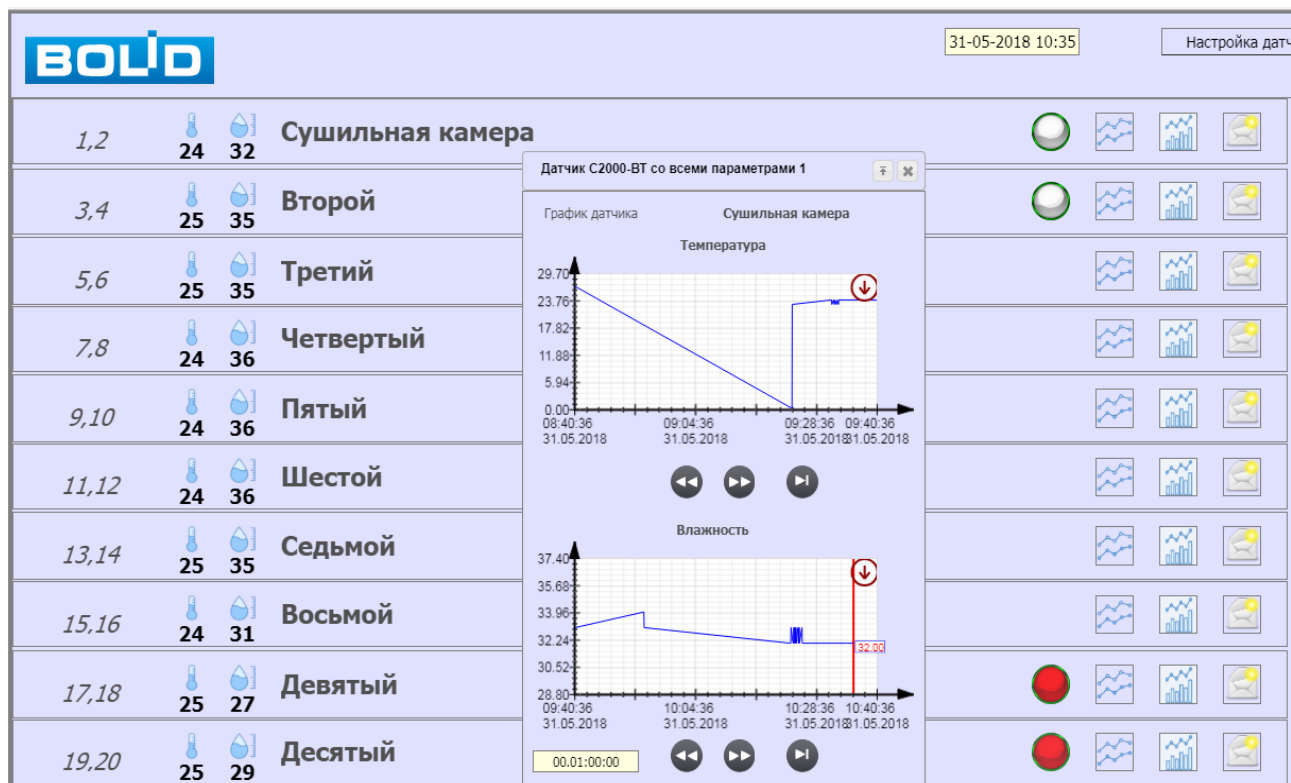 BOLID
31-05-2018 10:35
Настройка датч
1,2 24 32 Сушильная камера
3,4 25 35 Второй
5,6 25 35 Третий
7,8 24 36 Четвертый
9,10 24 36 Пятый
11,12 24 36 Шестой
13,14 25 35 Седьмой
15,16 24 31 Восьмой
17,18 25 27 Девятый
19,20 25 29 Десятый
Датчик С2000-ВТ со всеми параметрами 1
График датчика Сушильная камера
Температура
29.70
23.76
17.82
11.88
5.94
0.00
08:40:36 09:04:36 09:28:36 09:40:36
31.05.2018 31.05.2018 31.05.2018 31.05.2018
Влажность
37.40
35.68
33.96
32.24
32.00
30.52
28.80
09:40:36 10:04:36 10:28:36 10:40:36
31.05.2018 31.05.2018 31.05.2018 31.05.2018
00.01:00:00